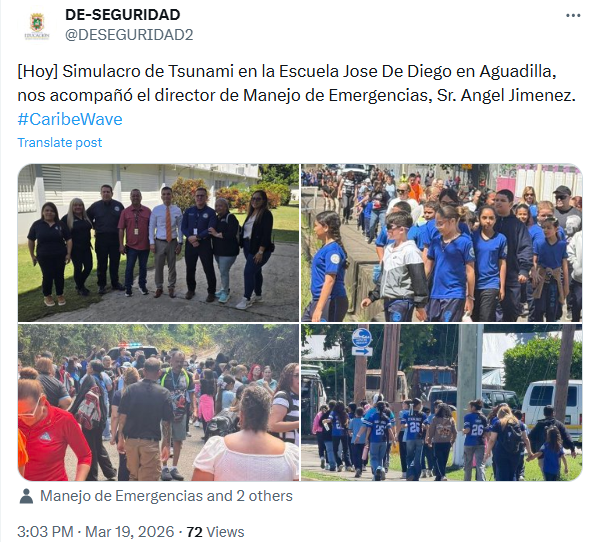 DE-SEGURIDAD
@DESEGURIDAD2
[Hoy] Simulacro de Tsunami en la Escuela Jose De Diego en Aguadilla,
nos acompañó el director de Manejo de Emergencias, Sr. Angel Jimenez.
#CaribeWave
Translate post
26
26
Manejo de Emergencias and 2 others
3:03 PM · Mar 19, 2026 · 72 Views